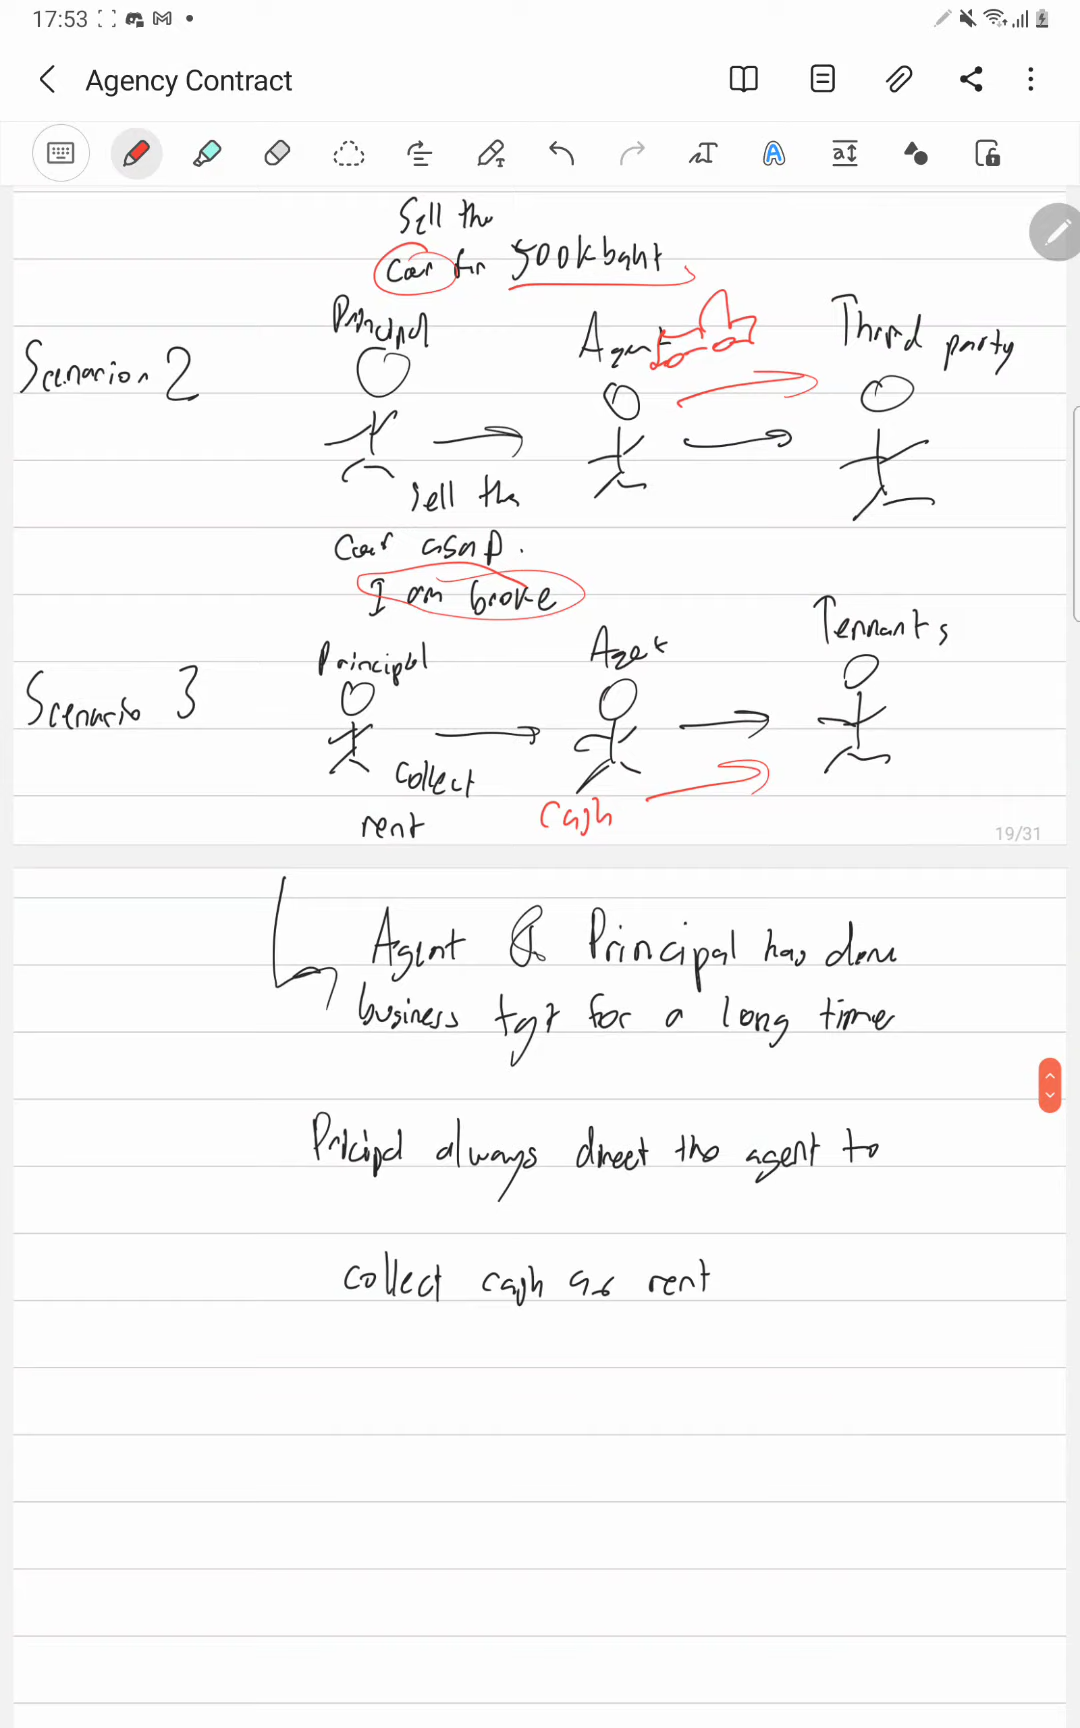 17:53
Agency Contract
Sell the
car for 500k baht
Principal
Agent
Third party
Scenarion 2
sell the
car asap.
I am broke
Tennants
Principal
Agent
Scenario 3
collect
rent
cash
19/31
Agent & Principal has done
business tgt for a long time
Pricipal always direct the agent to
collect cash as rent